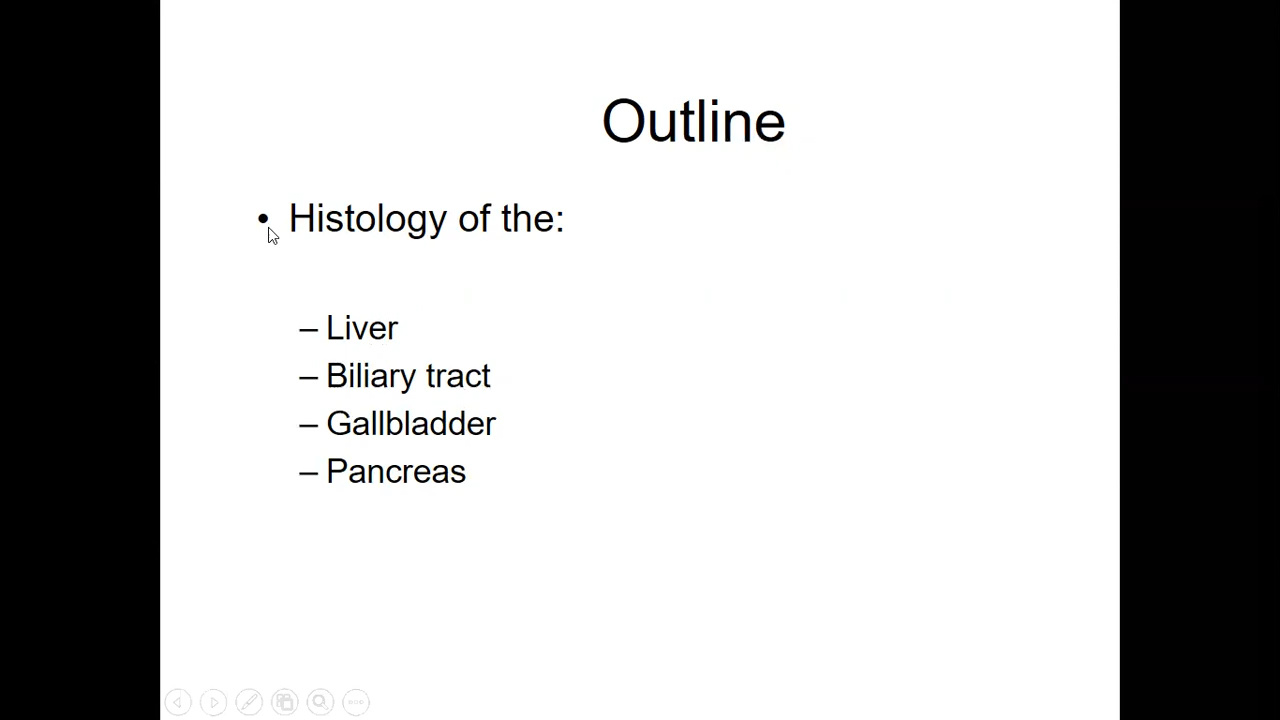 Outline
• Histology of the:
– Liver
– Biliary tract
– Gallbladder
– Pancreas